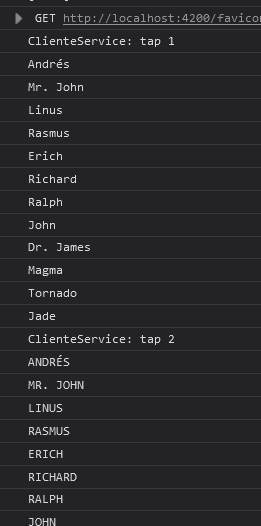 GET http://localhost:4200/favico
ClienteService: tap 1
Andrés
Mr. John
Linus
Rasmus
Erich
Richard
Ralph
John
Dr. James
Magma
Tornado
Jade
ClienteService: tap 2
ANDRÉS
MR. JOHN
LINUS
RASMUS
ERICH
RICHARD
RALPH
JOHN